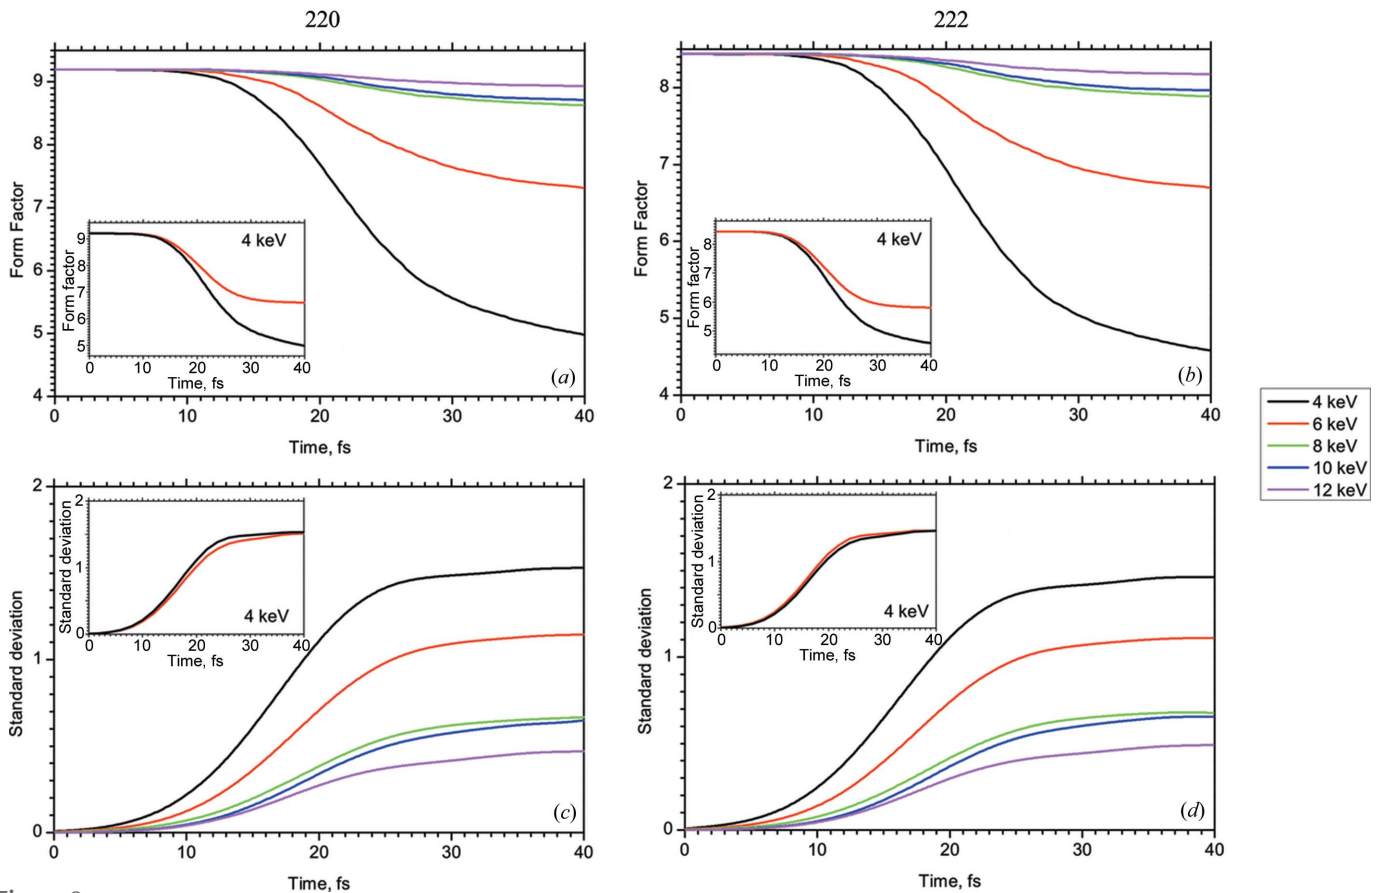 220
222
9
8
7
6
5
4
0 10 20 30 40
Form Factor
Time, fs
(a)
9
8
7
6
5
0 10 20 30 40
Form factor
Time, fs
4 keV
8
7
6
5
4
0 10 20 30 40
Form Factor
Time, fs
(b)
8
7
6
5
0 10 20 30 40
Form factor
Time, fs
4 keV
4 keV
6 keV
8 keV
10 keV
12 keV
2
1
0
0 10 20 30 40
Standard deviation
Time, fs
(c)
2
1
0
0 10 20 30 40
Standard deviation
Time, fs
4 keV
2
1
0
0 10 20 30 40
Standard deviation
Time, fs
(d)
2
1
0
0 10 20 30 40
Standard deviation
Time, fs
4 keV